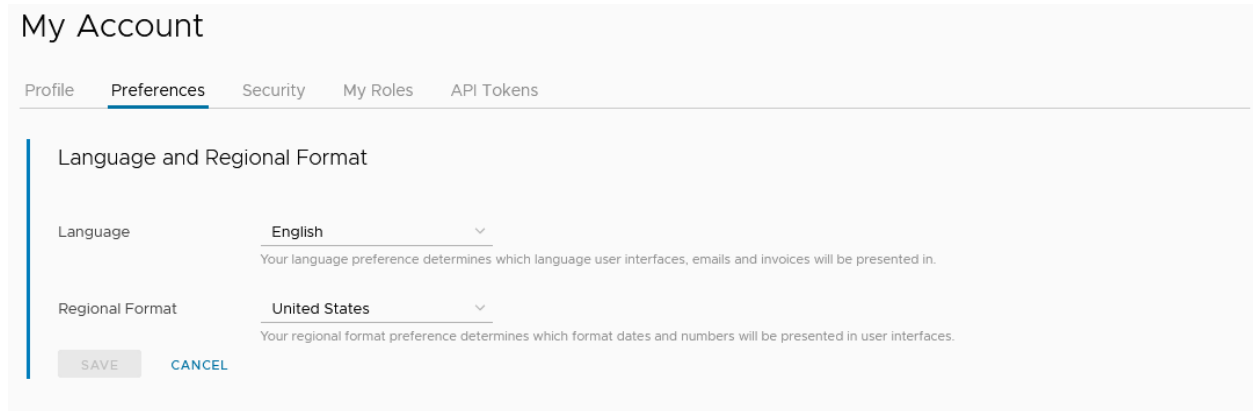 My Account
Profile Preferences Security My Roles API Tokens
Language and Regional Format
Language English
Your language preference determines which language user interfaces, emails and invoices will be presented in.
Regional Format United States
Your regional format preference determines which format dates and numbers will be presented in user interfaces.
SAVE CANCEL